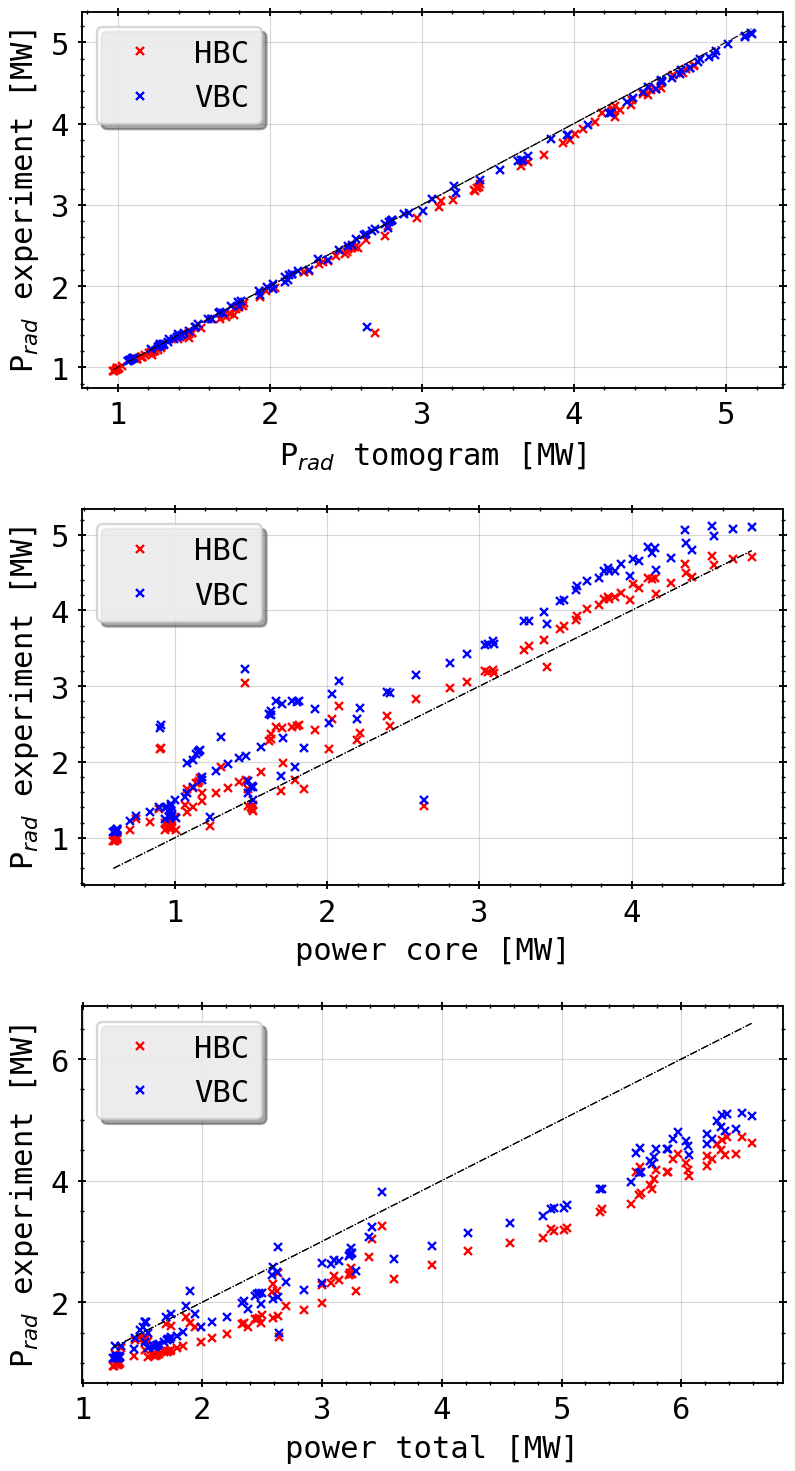 HBC
VBC
P_rad experiment [MW]
5
4
3
2
1
1 2 3 4 5
P_rad tomogram [MW]
HBC
VBC
P_rad experiment [MW]
5
4
3
2
1
1 2 3 4
power core [MW]
HBC
VBC
P_rad experiment [MW]
6
4
2
1 2 3 4 5 6
power total [MW]